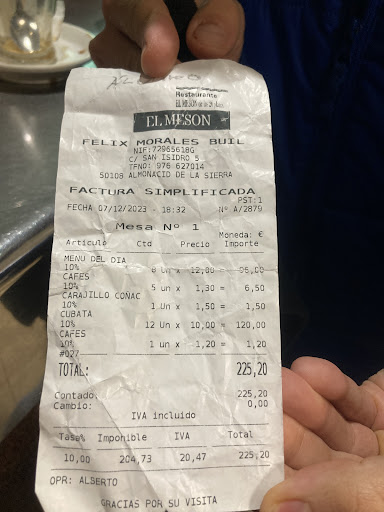 Restaurante
EL MESON
FELIX MORALES BUIL
NIF:72965618G
C/ SAN ISIDRO 5
TFNO: 976 627014
50108 ALMONACID DE LA SIERRA
FACTURA SIMPLIFICADA
PST:1
FECHA 07/12/2023 - 18:32 Nº A/2879
Mesa Nº 1
Moneda: €
Artículo Ctd Precio Importe
MENU DEL DIA
10% 8 Un x 12,00 = 96,00
CAFES
10% 5 Un x 1,30 = 6,50
CARAJILLO COÑAC
10% 1 Un x 1,50 = 1,50
CUBATA
10% 12 Un x 10,00 = 120,00
CAFES
10% 1 Un x 1,20 = 1,20
#027
TOTAL: 225,20
Contado: 225,20
Cambio: 0,00
IVA incluido
Tasa% Imponible IVA Total
10,00 204,73 20,47 225,20
OPR: ALSERTO
GRACIAS POR SU VISITA